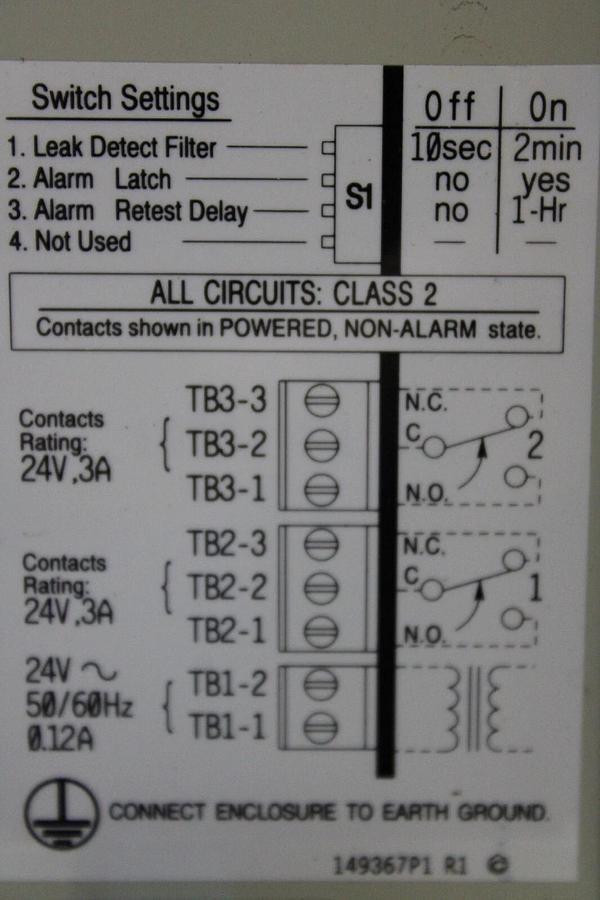 Switch Settings Off On
1. Leak Detect Filter 10sec 2min
2. Alarm Latch no yes
3. Alarm Retest Delay no 1-Hr
4. Not Used — —
S1
ALL CIRCUITS: CLASS 2
Contacts shown in POWERED, NON-ALARM state.
Contacts
Rating:
24V,3A
TB3-3 N.C.
TB3-2 C 2
TB3-1 N.O.
Contacts
Rating:
24V,3A
TB2-3 N.C.
TB2-2 C 1
TB2-1 N.O.
24V ~
50/60Hz
0.12A
TB1-2
TB1-1
CONNECT ENCLOSURE TO EARTH GROUND.
149367P1 R1 ©